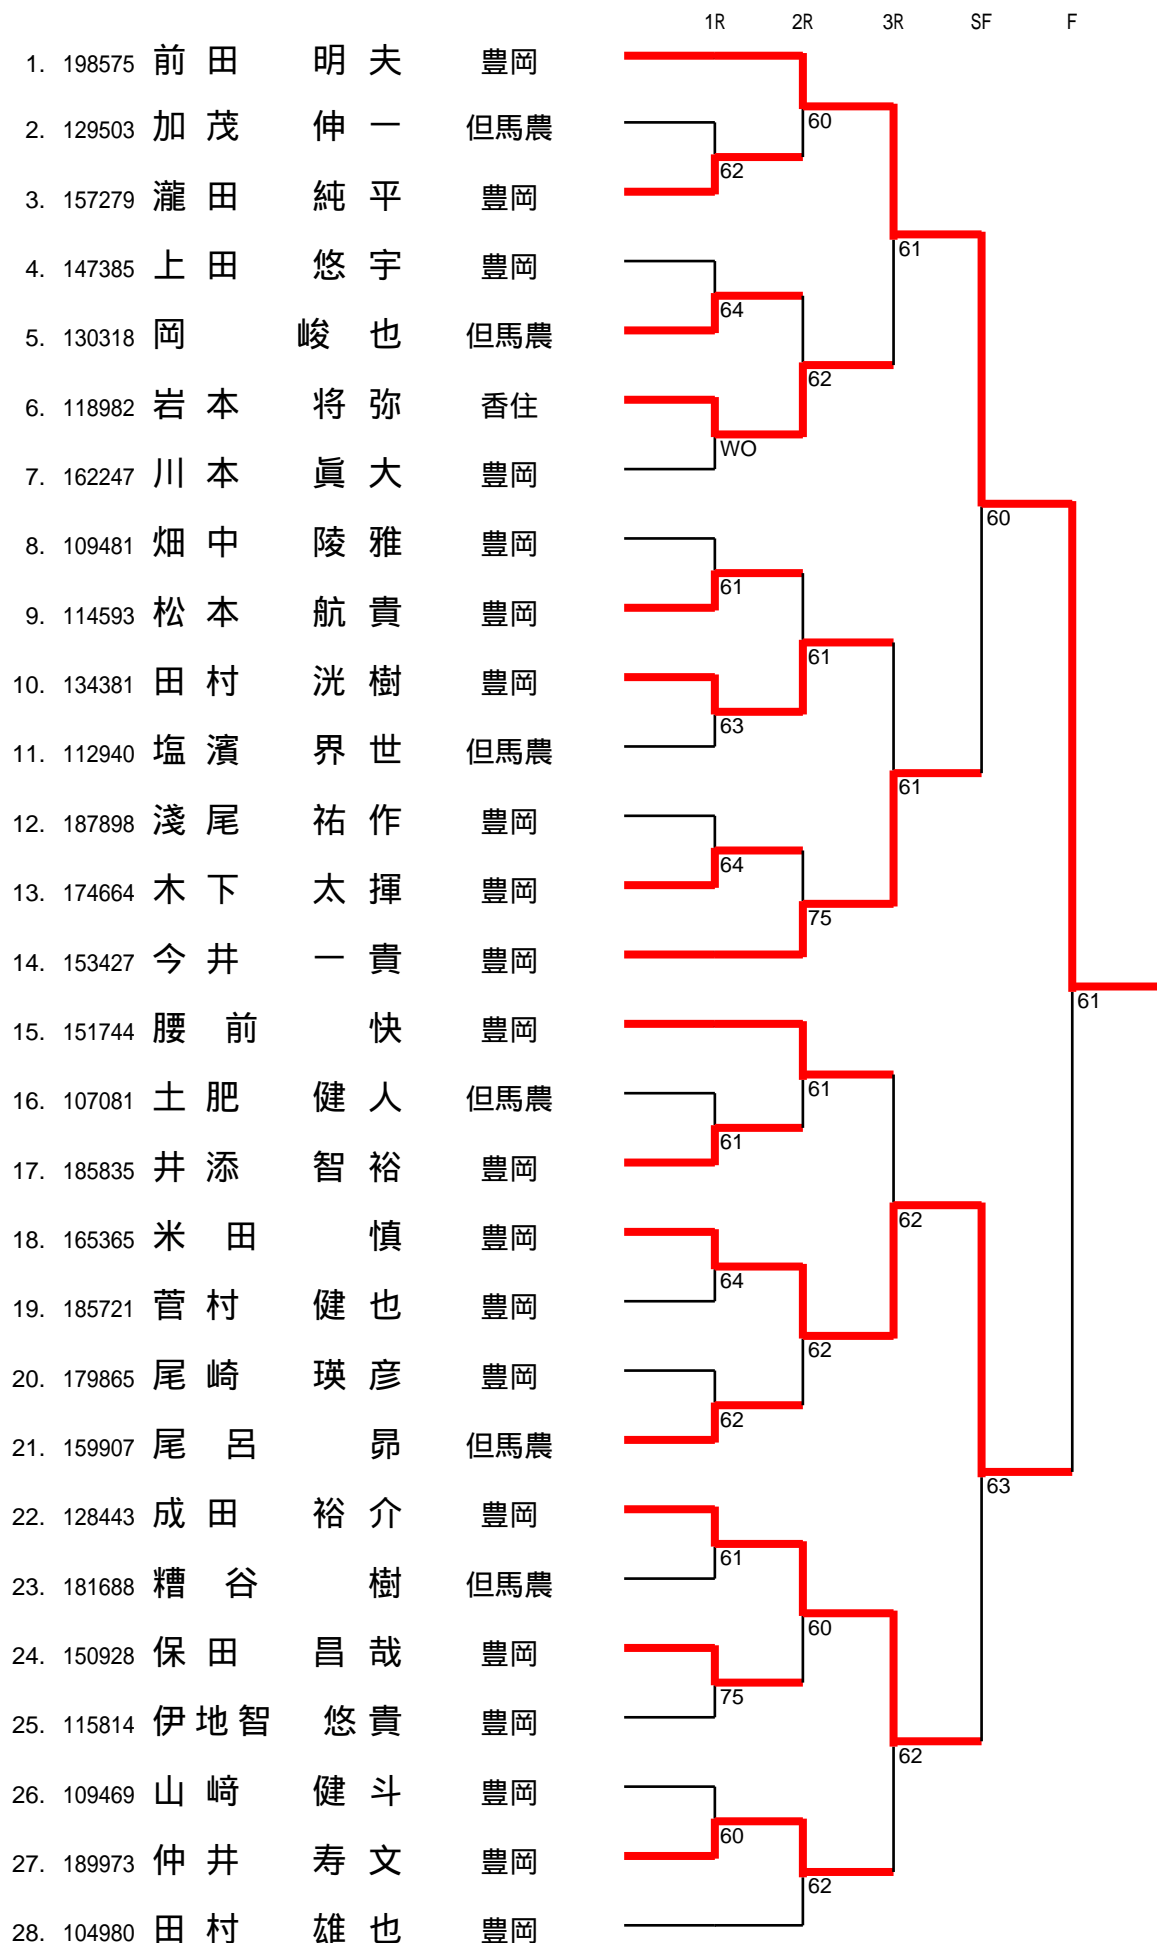 1R 2R 3R SF F
1. 198575 前田 明夫 豊岡
60
2. 129503 加茂 伸一 但馬農
62
3. 157279 瀧田 純平 豊岡
61
4. 147385 上田 悠宇 豊岡
64
5. 130318 岡 峻也 但馬農
62
6. 118982 岩本 将弥 香住
WO
7. 162247 川本 眞大 豊岡
60
8. 109481 畑中 陵雅 豊岡
61
9. 114593 松本 航貴 豊岡
61
10. 134381 田村 洸樹 豊岡
63
11. 112940 塩濱 界世 但馬農
61
12. 187898 淺尾 祐作 豊岡
64
13. 174664 木下 太揮 豊岡
75
14. 153427 今井 一貴 豊岡
61
15. 151744 腰前 快 豊岡
61
16. 107081 土肥 健人 但馬農
61
17. 185835 井添 智裕 豊岡
62
18. 165365 米田 慎 豊岡
64
19. 185721 菅村 健也 豊岡
62
20. 179865 尾崎 瑛彦 豊岡
62
21. 159907 尾呂 昴 但馬農
63
22. 128443 成田 裕介 豊岡
61
23. 181688 糟谷 樹 但馬農
60
24. 150928 保田 昌哉 豊岡
75
25. 115814 伊地智 悠貴 豊岡
62
26. 109469 山﨑 健斗 豊岡
60
27. 189973 仲井 寿文 豊岡
62
28. 104980 田村 雄也 豊岡